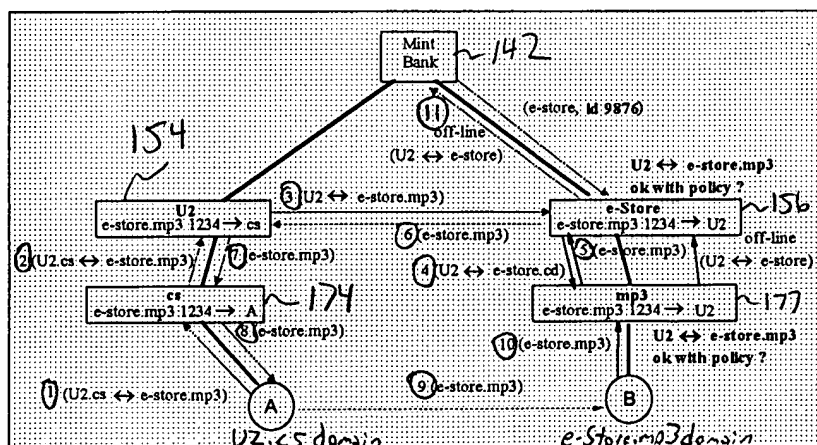 Mint
Bank
142
11
off-line
(U2 ↔ e-store)
(e-store, Id 9876)
154
U2 ↔ e-store.mp3
ok with policy ?
U2
e-store.mp3 1234 → cs
3 (U2 ↔ e-store.mp3)
e-Store
e-store.mp3 1234 → U2
156
2 (U2.cs ↔ e-store.mp3)
7 (e-store.mp3)
6 (e-store.mp3)
5 (e-store.mp3)
4 (U2 ↔ e-store.cd)
off-line
(U2 ↔ e-store)
cs
e-store.mp3 1234 → A
174
mp3
e-store.mp3 1234 → U2
177
8 (e-store.mp3)
10 (e-store.mp3)
U2 ↔ e-store.mp3
ok with policy ?
1 (U2.cs ↔ e-store.mp3)
9 (e-store.mp3)
A
B
U2.cs domain
e-Store.mp3 domain